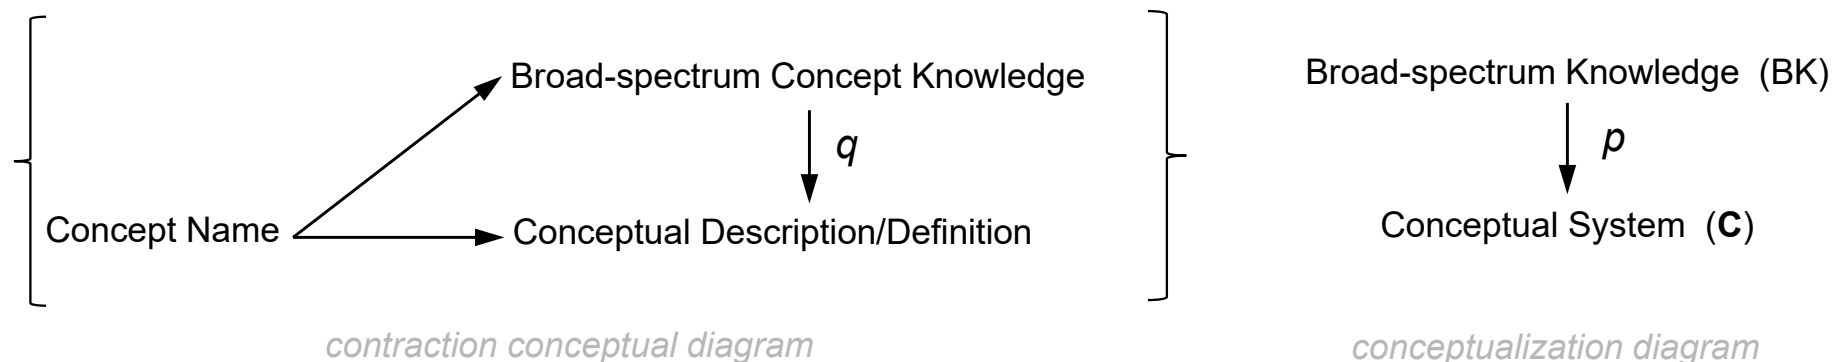 Broad-spectrum Concept Knowledge
q
Concept Name
Conceptual Description/Definition
contraction conceptual diagram
Broad-spectrum Knowledge (BK)
p
Conceptual System (C)
conceptualization diagram